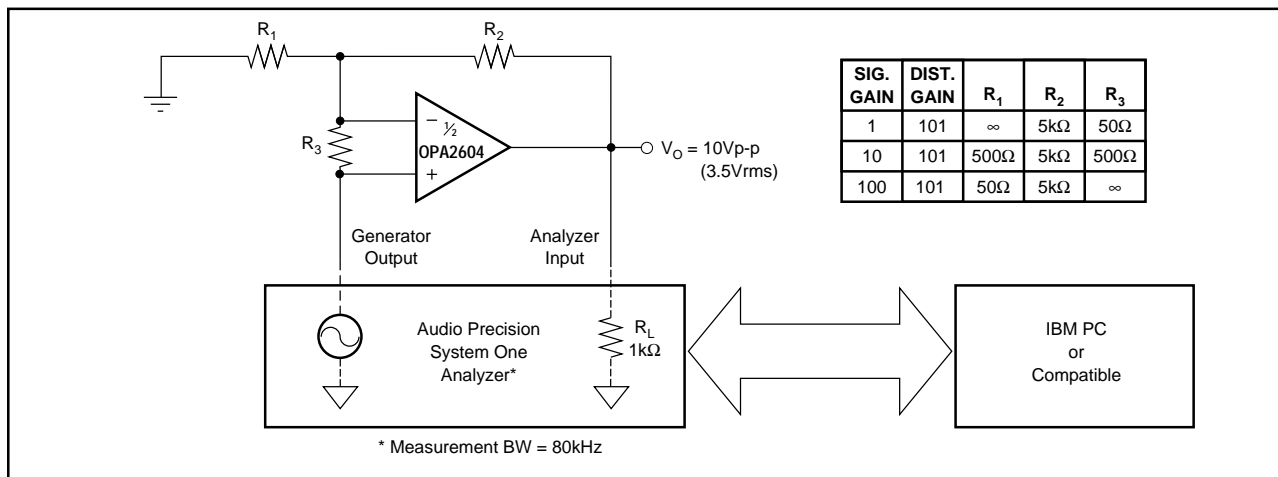 R₁
R₂
R₃
−
½
OPA2604
+
V_O = 10Vp-p
(3.5Vrms)
SIG. GAIN DIST. GAIN R₁ R₂ R₃
1 101 ∞ 5kΩ 50Ω
10 101 500Ω 5kΩ 500Ω
100 101 50Ω 5kΩ ∞
Generator
Output
Analyzer
Input
Audio Precision
System One
Analyzer*
R_L
1kΩ
IBM PC
or
Compatible
* Measurement BW = 80kHz